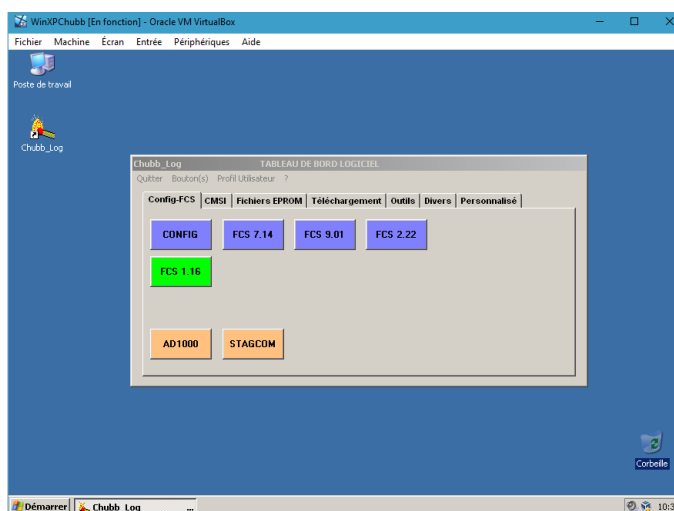 WinXPChubb [En fonction] - Oracle VM VirtualBox
Fichier Machine Écran Entrée Périphériques Aide
Poste de travail
Chubb_Log
Chubb_Log TABLEAU DE BORD LOGICIEL
Quitter Bouton(s) Profil Utilisateur ?
Config-FCS CMSI Fichiers EPROM Téléchargement Outils Divers Personnalisé
CONFIG FCS 7.14 FCS 9.01 FCS 2.22
FCS 1.16
AD1000 STAGCOM
Corbeille
Démarrer Chubb_Log ... 10:3